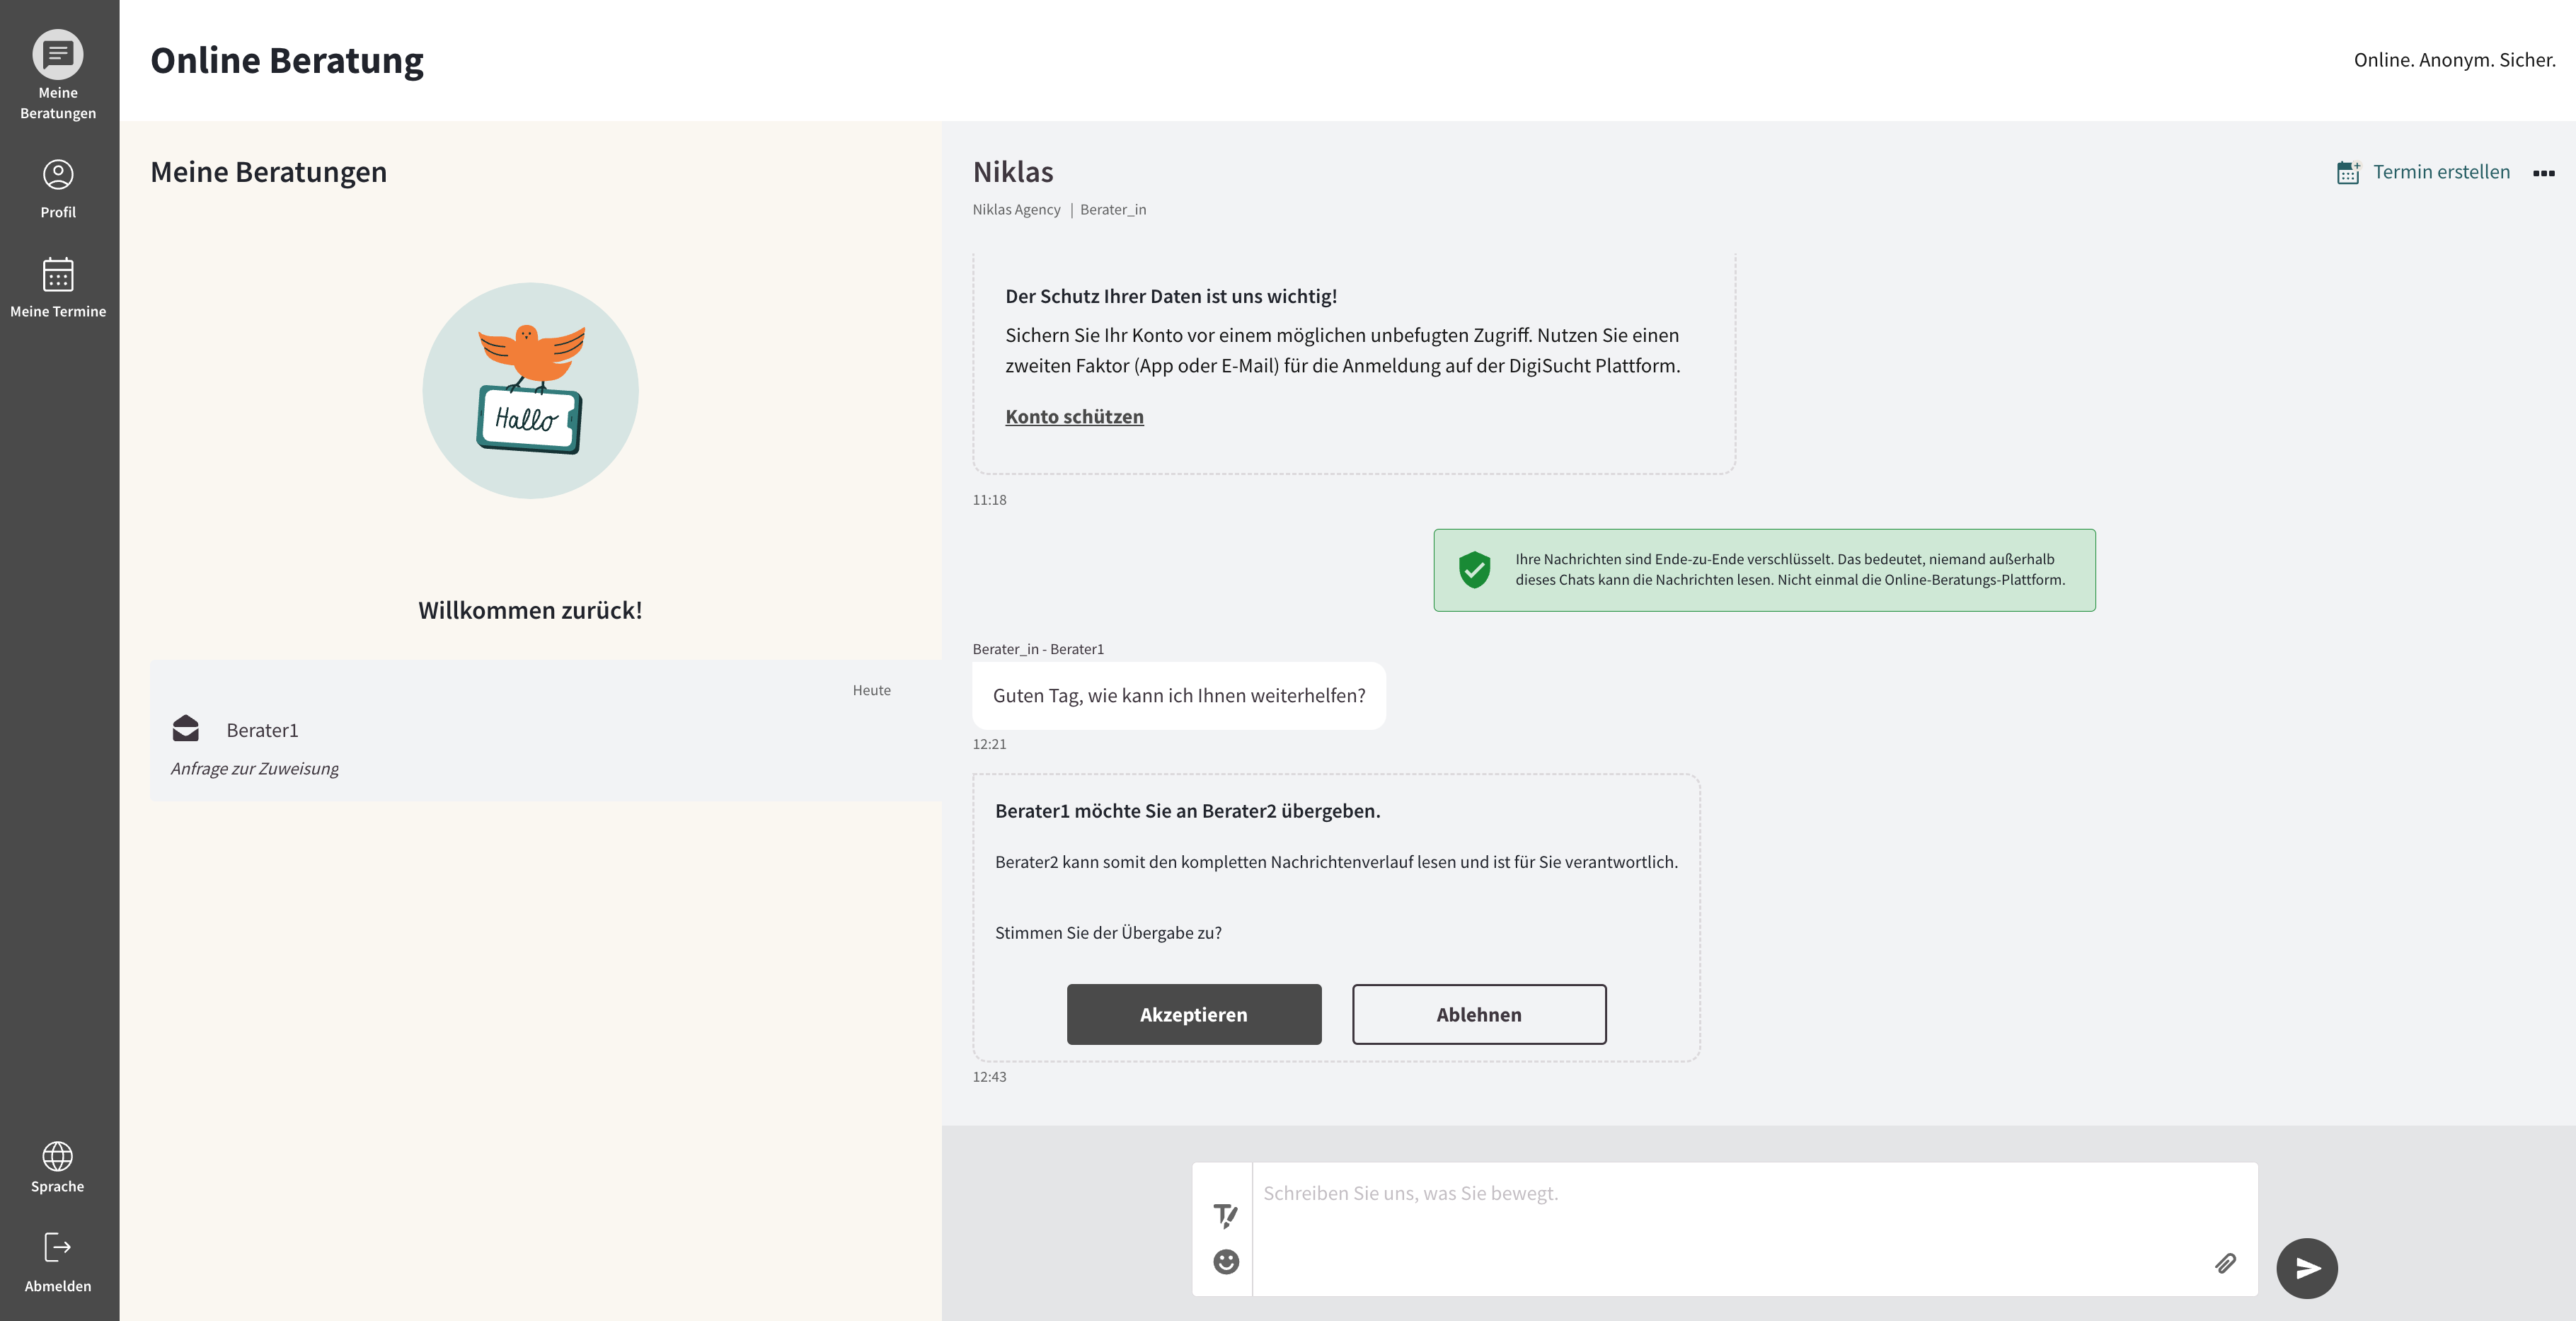 Meine
Beratungen
Profil
Meine Termine
Sprache
Abmelden
Online Beratung
Online. Anonym. Sicher.
Meine Beratungen
Hallo
Willkommen zurück!
Heute
Berater1
Anfrage zur Zuweisung
Niklas
Niklas Agency | Berater_in
Termin erstellen
Der Schutz Ihrer Daten ist uns wichtig!
Sichern Sie Ihr Konto vor einem möglichen unbefugten Zugriff. Nutzen Sie einen
zweiten Faktor (App oder E-Mail) für die Anmeldung auf der DigiSucht Plattform.
Konto schützen
11:18
Ihre Nachrichten sind Ende-zu-Ende verschlüsselt. Das bedeutet, niemand außerhalb
dieses Chats kann die Nachrichten lesen. Nicht einmal die Online-Beratungs-Plattform.
Berater_in - Berater1
Guten Tag, wie kann ich Ihnen weiterhelfen?
12:21
Berater1 möchte Sie an Berater2 übergeben.
Berater2 kann somit den kompletten Nachrichtenverlauf lesen und ist für Sie verantwortlich.
Stimmen Sie der Übergabe zu?
Akzeptieren
Ablehnen
12:43
Schreiben Sie uns, was Sie bewegt.